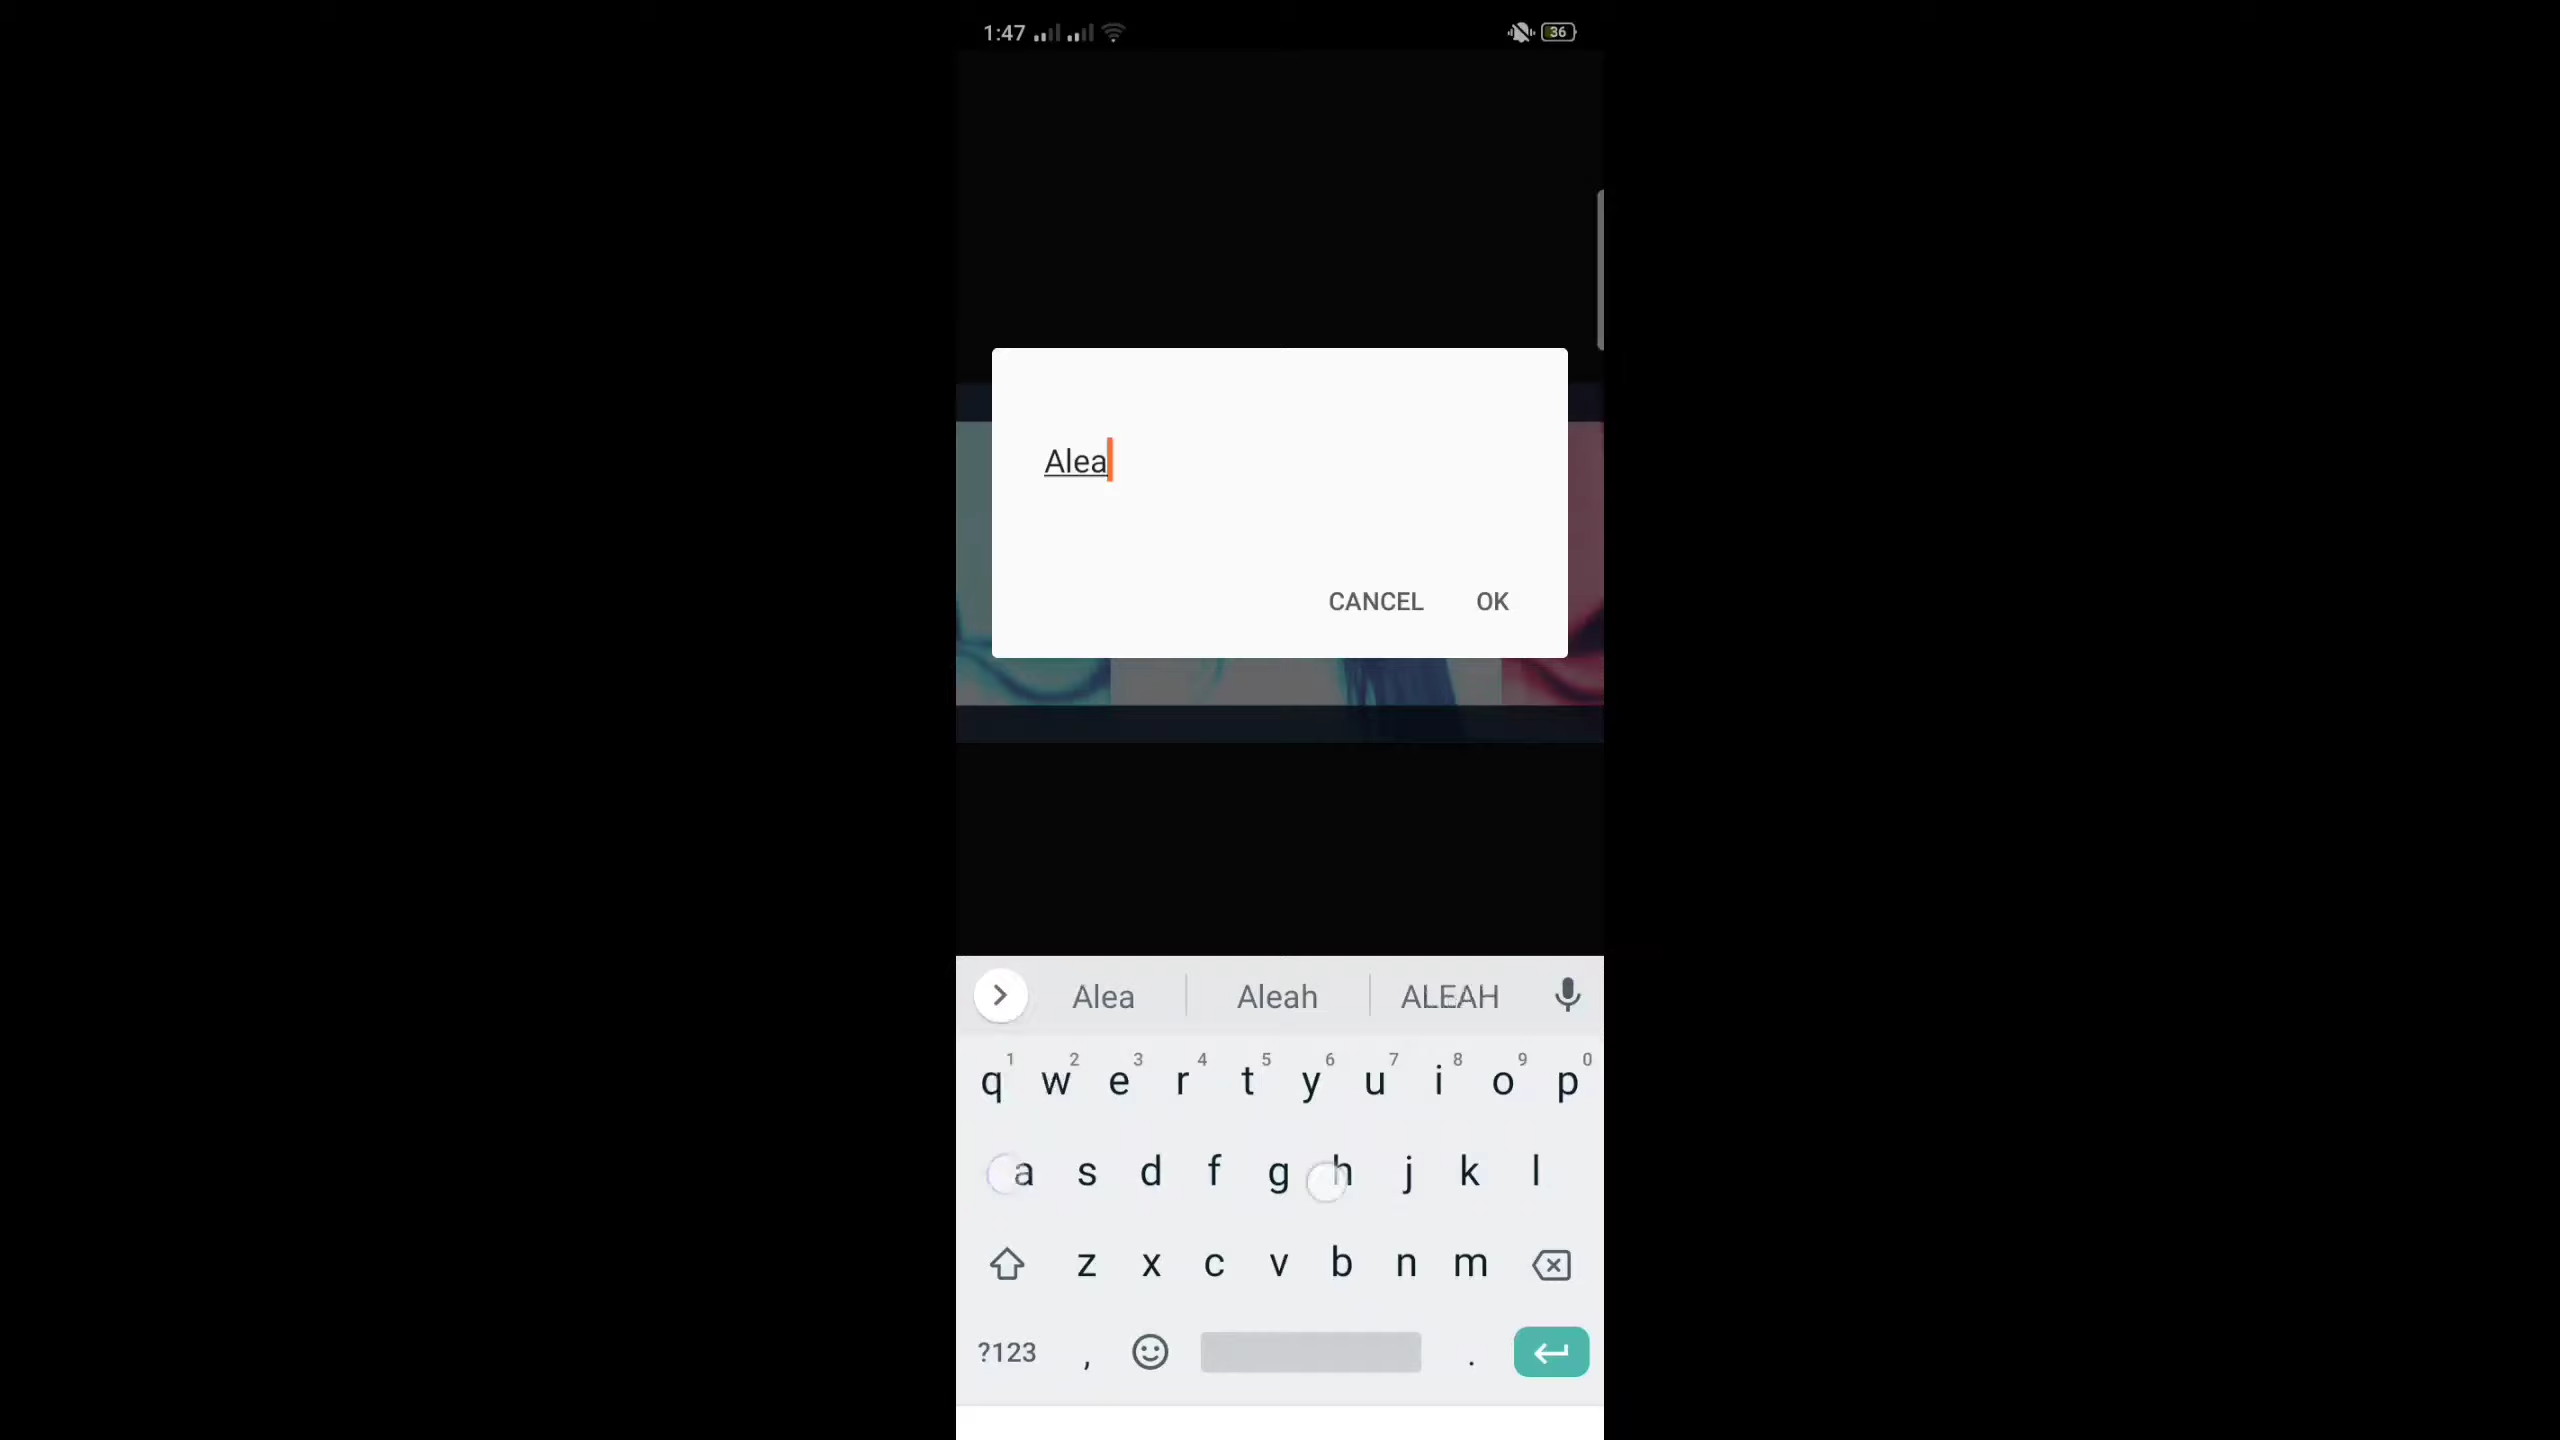 1:47 36
Alea
CANCEL OK
Alea Aleah ALEAH
1 2 3 4 5 6 7 8 9 0
q w e r t y u i o p
a s d f g h j k l
z x c v b n m
?123 , .